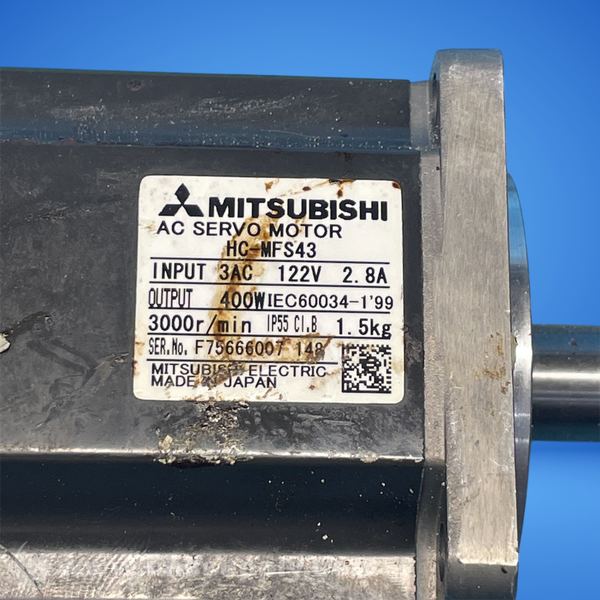 MITSUBISHI
AC SERVO MOTOR
HC-MFS43
INPUT 3AC 122V 2.8A
OUTPUT 400W IEC60034-1'99
3000r/min IP55 Cl.B 1.5kg
SER.No. F75666007 148
MITSUBISHI ELECTRIC
MADE IN JAPAN